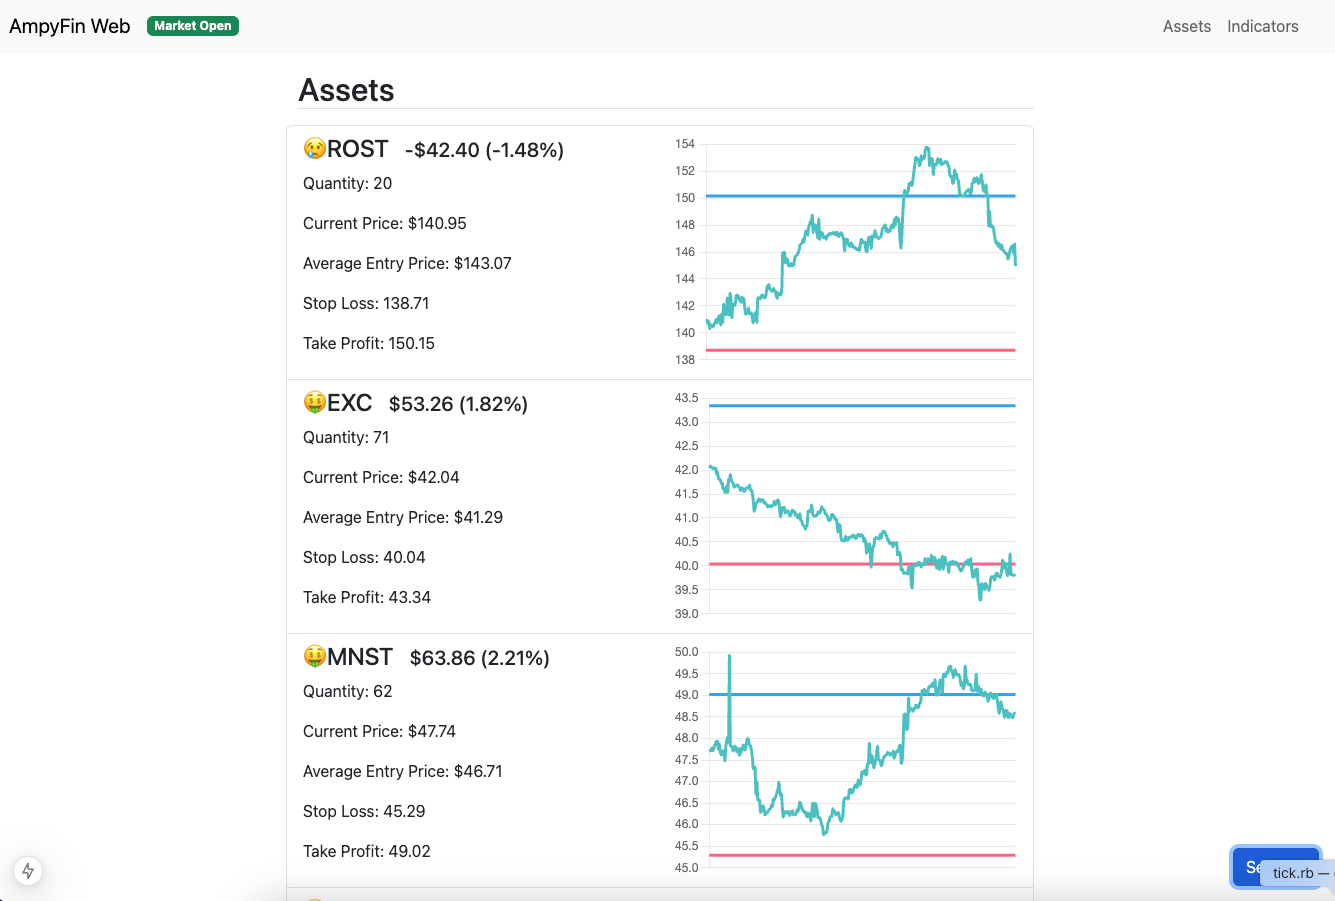 AmpyFin Web Market Open Assets Indicators
Assets
ROST -$42.40 (-1.48%)
Quantity: 20
Current Price: $140.95
Average Entry Price: $143.07
Stop Loss: 138.71
Take Profit: 150.15
154
152
150
148
146
144
142
140
138
EXC $53.26 (1.82%)
Quantity: 71
Current Price: $42.04
Average Entry Price: $41.29
Stop Loss: 40.04
Take Profit: 43.34
43.5
43.0
42.5
42.0
41.5
41.0
40.5
40.0
39.5
39.0
MNST $63.86 (2.21%)
Quantity: 62
Current Price: $47.74
Average Entry Price: $46.71
Stop Loss: 45.29
Take Profit: 49.02
50.0
49.5
49.0
48.5
48.0
47.5
47.0
46.5
46.0
45.5
45.0
tick.rb —